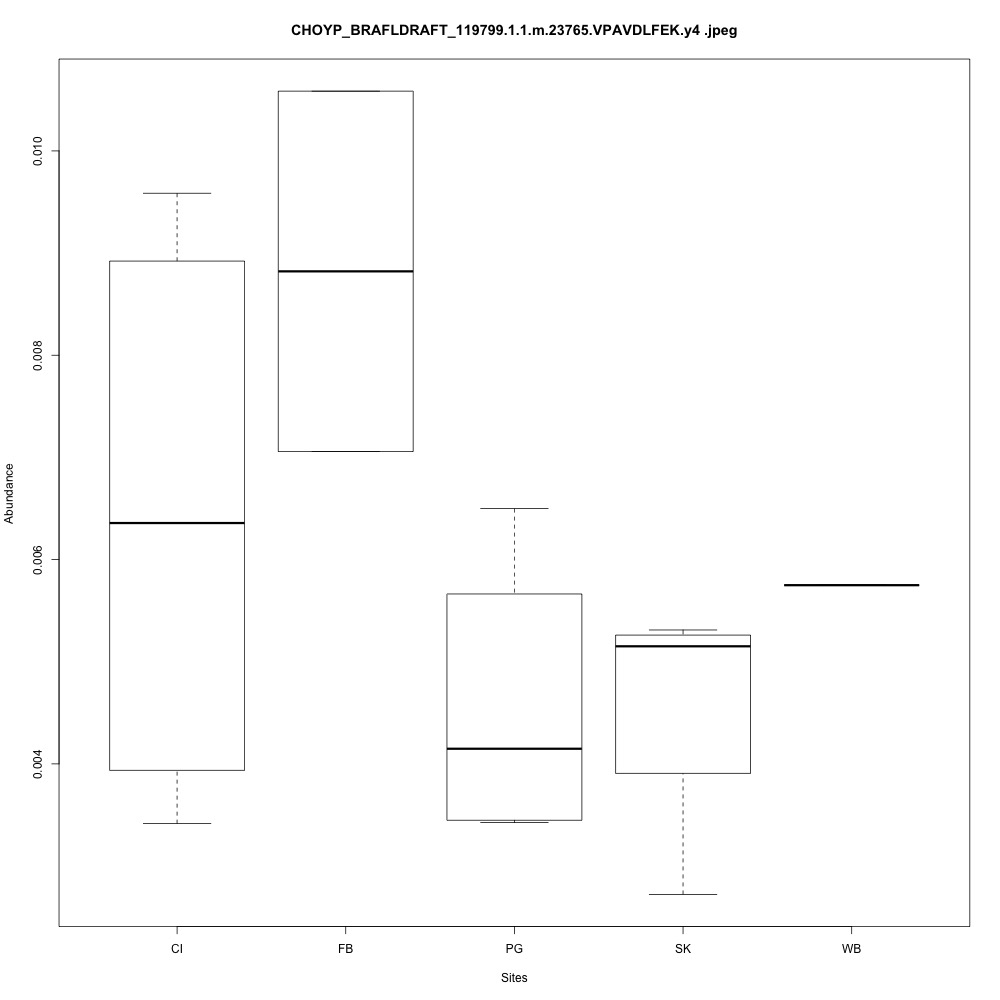 CHOYP_BRAFLDRAFT_119799.1.1.m.23765.VPAVDLFEK.y4 .jpeg
Abundance
0.010
0.008
0.006
0.004
CI FB PG SK WB
Sites